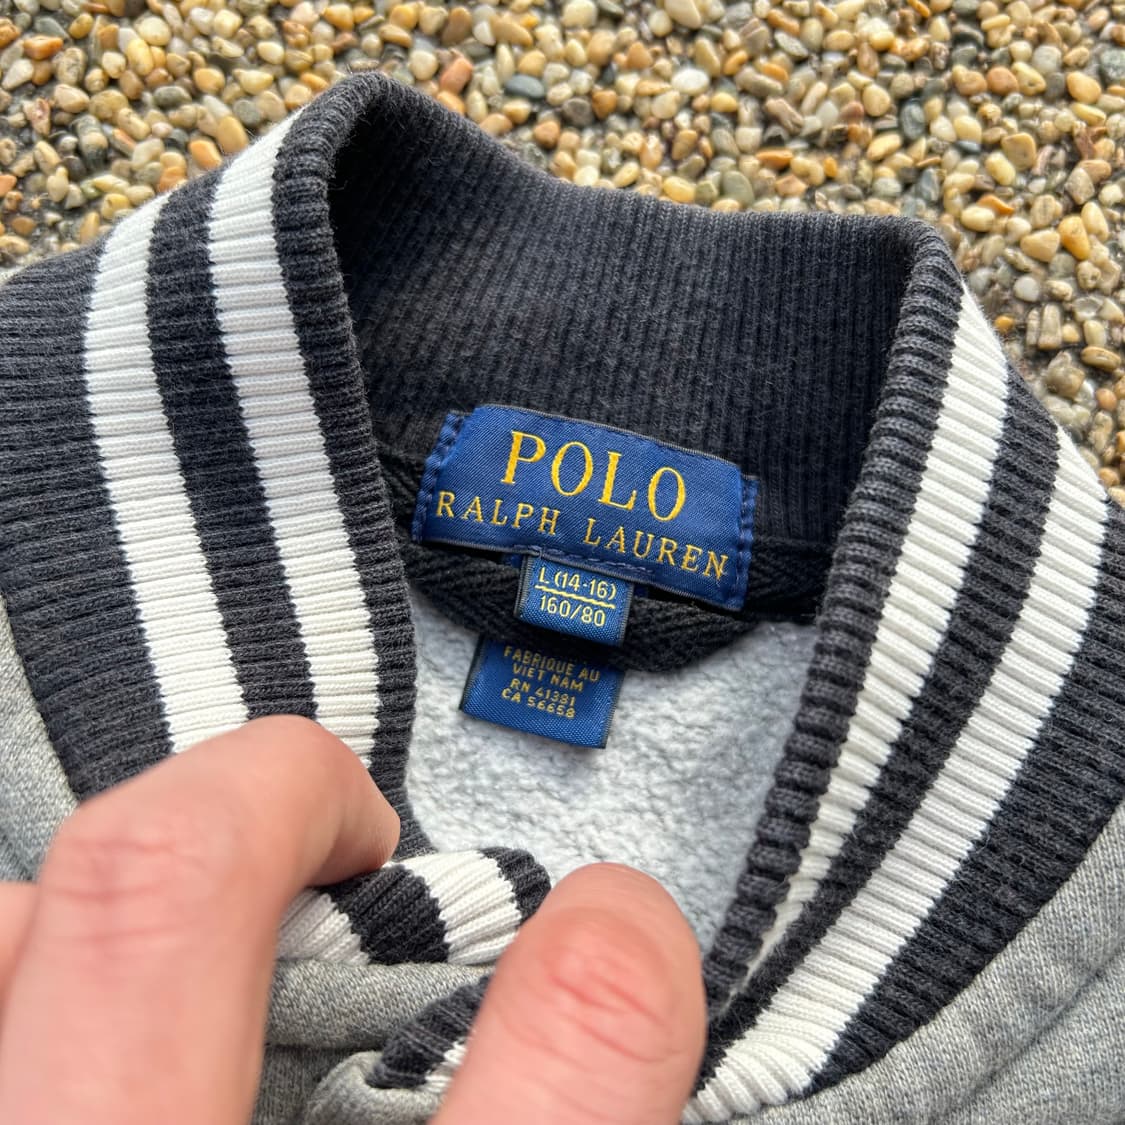 POLO
RALPH LAUREN
L (14-16)
160/80
FABRIQUE AU
VIET NAM
RN 41381
CA 56658